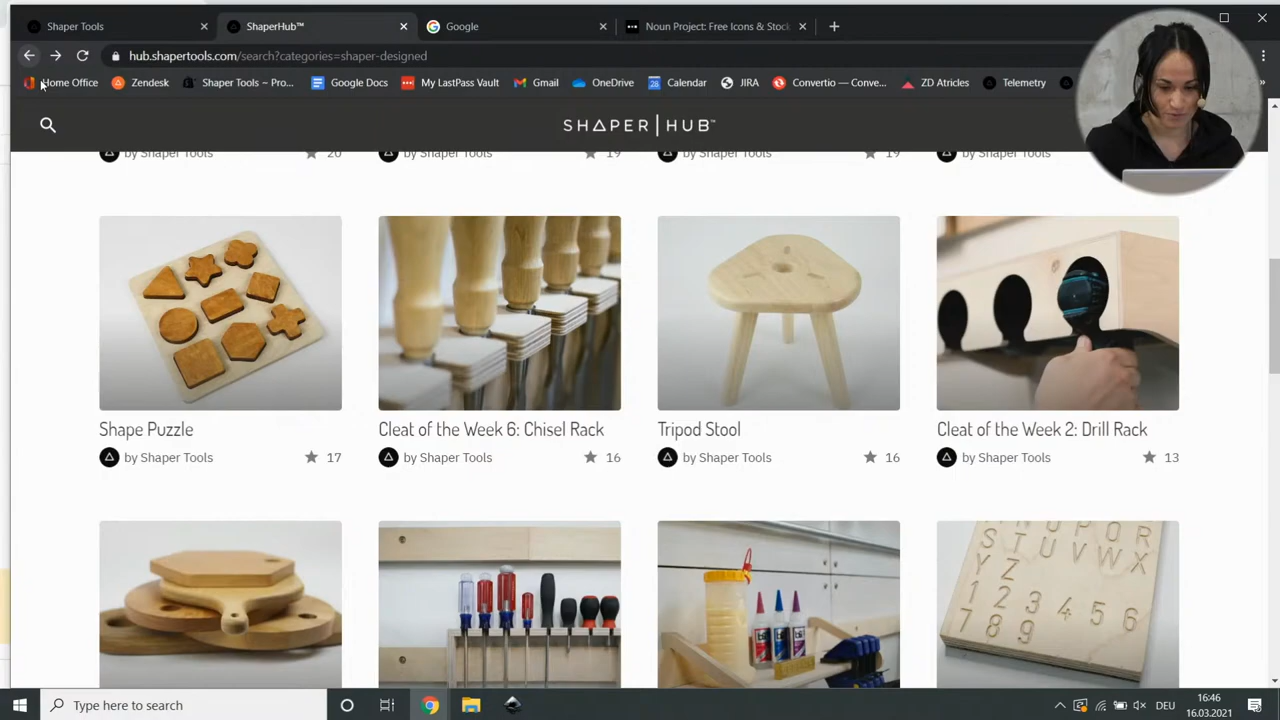 Shaper Tools
ShaperHub™
Google
Noun Project: Free Icons & Stock
hub.shapertools.com/search?categories=shaper-designed
Home Office
Zendesk
Shaper Tools – Pro...
Google Docs
My LastPass Vault
Gmail
OneDrive
Calendar
JIRA
Convertio — Conve...
ZD Atricles
Telemetry
SHAPER | HUB™
by Shaper Tools 20
by Shaper Tools 19
by Shaper Tools 19
by Shaper Tools
Shape Puzzle
by Shaper Tools 17
Cleat of the Week 6: Chisel Rack
by Shaper Tools 16
Tripod Stool
by Shaper Tools 16
Cleat of the Week 2: Drill Rack
by Shaper Tools 13
S T U V W X
Y Z
1 2 3 4 5 6
7 8 9
Type here to search
DEU
16:46
16.03.2021